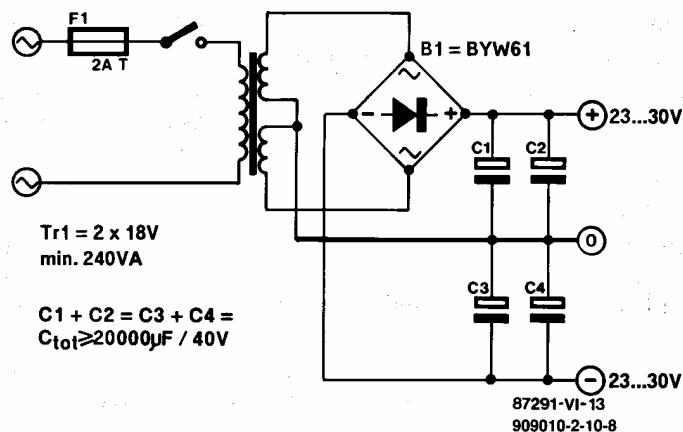 F1
2A T
B1 = BYW61
~
~
- +
~
~
+ 23...30V
C1
C2
0
Tr1 = 2 x 18V
min. 240VA
C3
C4
C1 + C2 = C3 + C4 =
Ctot≥20000µF / 40V
- 23...30V
87291-VI-13
909010-2-10-8